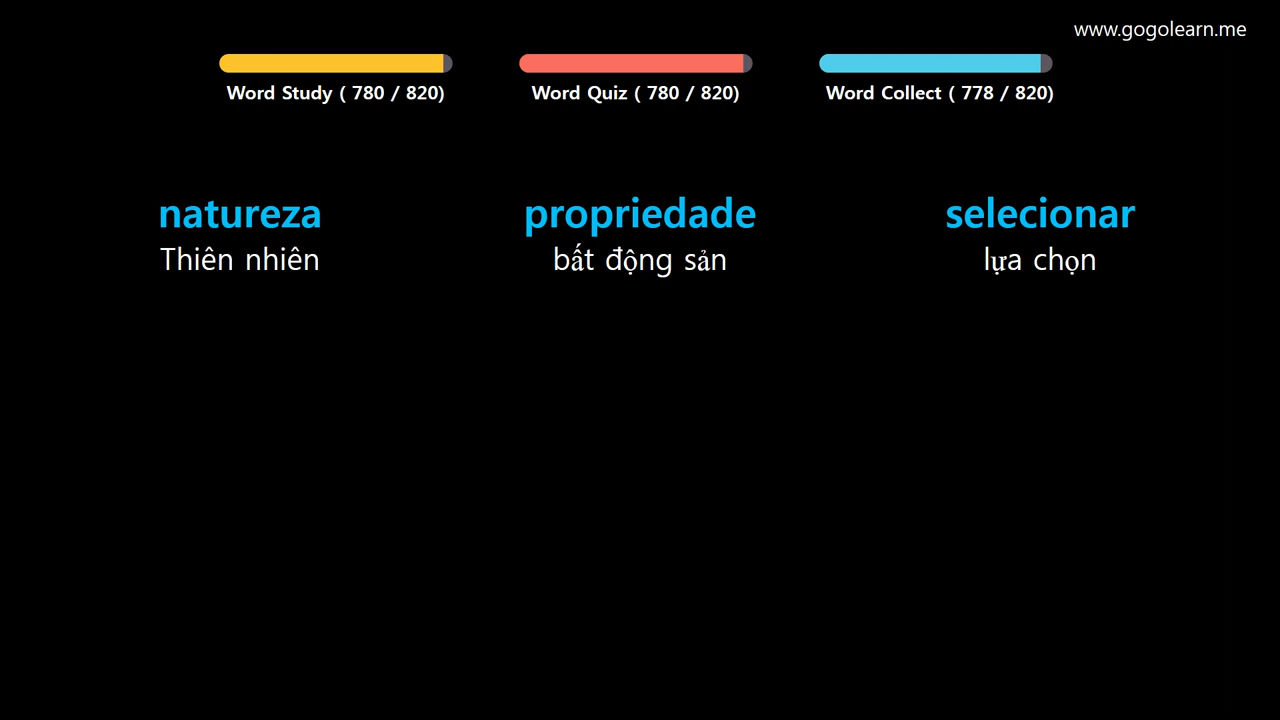 www.gogolearn.me
Word Study ( 780 / 820)
Word Quiz ( 780 / 820)
Word Collect ( 778 / 820)
natureza
Thiên nhiên
propriedade
bất động sản
selecionar
lựa chọn